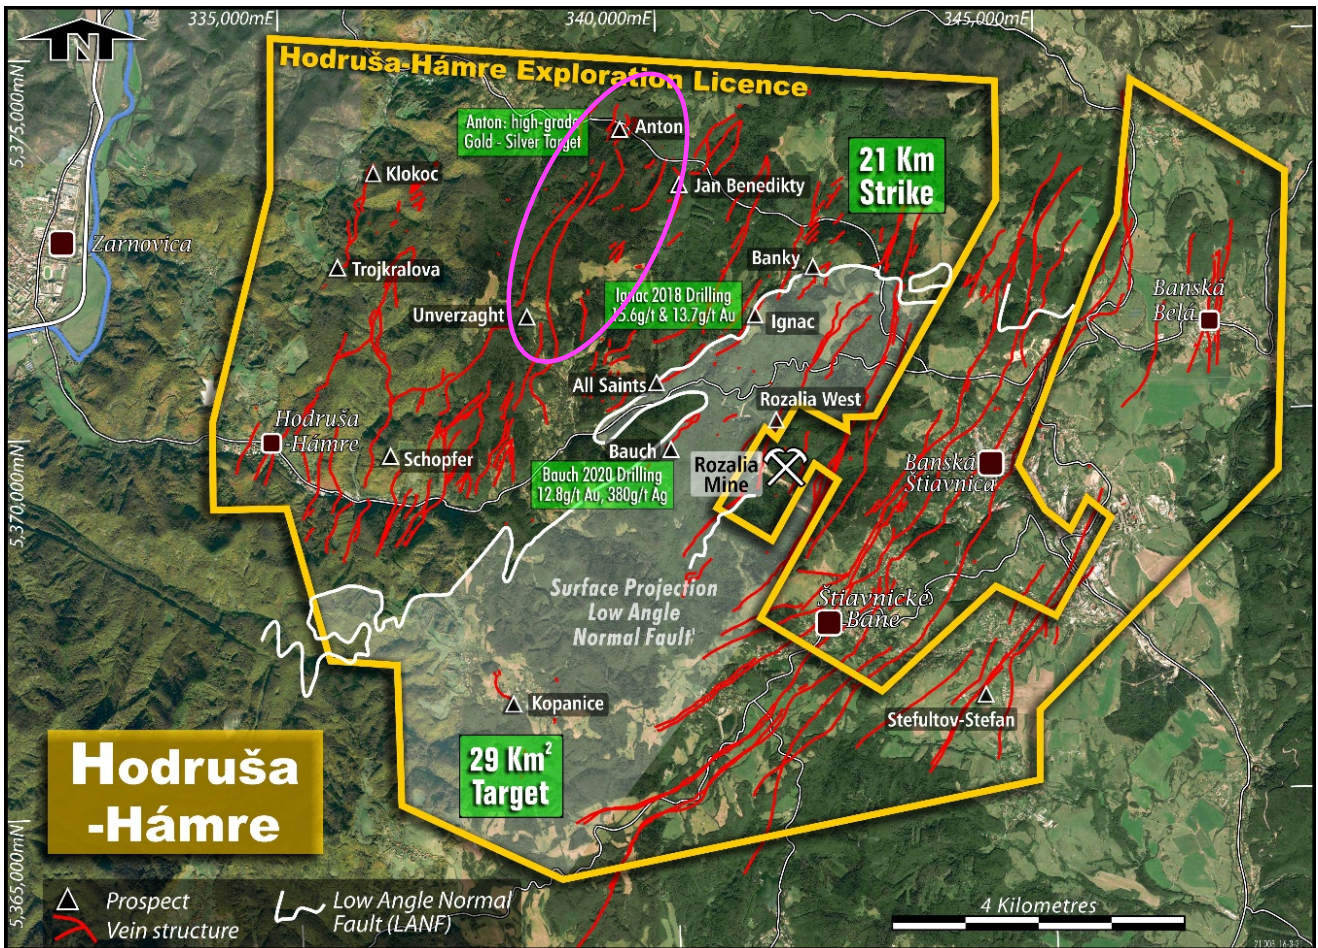 335,000mE
340,000mE
345,000mE
N
5,375,000mN
5,370,000mN
5,365,000mN
Hodruša-Hámre Exploration Licence
Anton: high-grade
Gold - Silver Target
Anton
21 Km
Strike
Klokoc
Jan Benedikty
Zarnovica
Trojkralova
Banky
Banská
Belá
Ignac 2018 Drilling
15.6g/t & 13.7g/t Au
Unverzaght
Ignac
All Saints
Rozalia West
Hodruša
-Hámre
Schopfer
Bauch
Rozalia
Mine
Banská
Štiavnica
Bauch 2020 Drilling
12.8g/t Au, 380g/t Ag
Surface Projection
Low Angle
Normal Fault¹
Štiavnické
Bane
Kopanice
Stefultov-Stefan
29 Km²
Target
Hodruša
-Hámre
Prospect
Vein structure
Low Angle Normal
Fault (LANF)
4 Kilometres